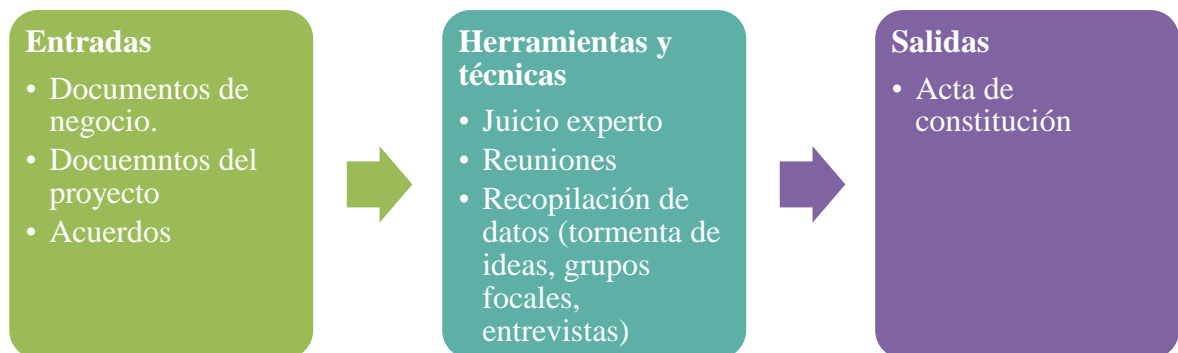 Entradas
• Documentos de
negocio.
• Docuemntos del
proyecto
• Acuerdos
Herramientas y
técnicas
• Juicio experto
• Reuniones
• Recopilación de
datos (tormenta de
ideas, grupos
focales,
entrevistas)
Salidas
• Acta de
constitución